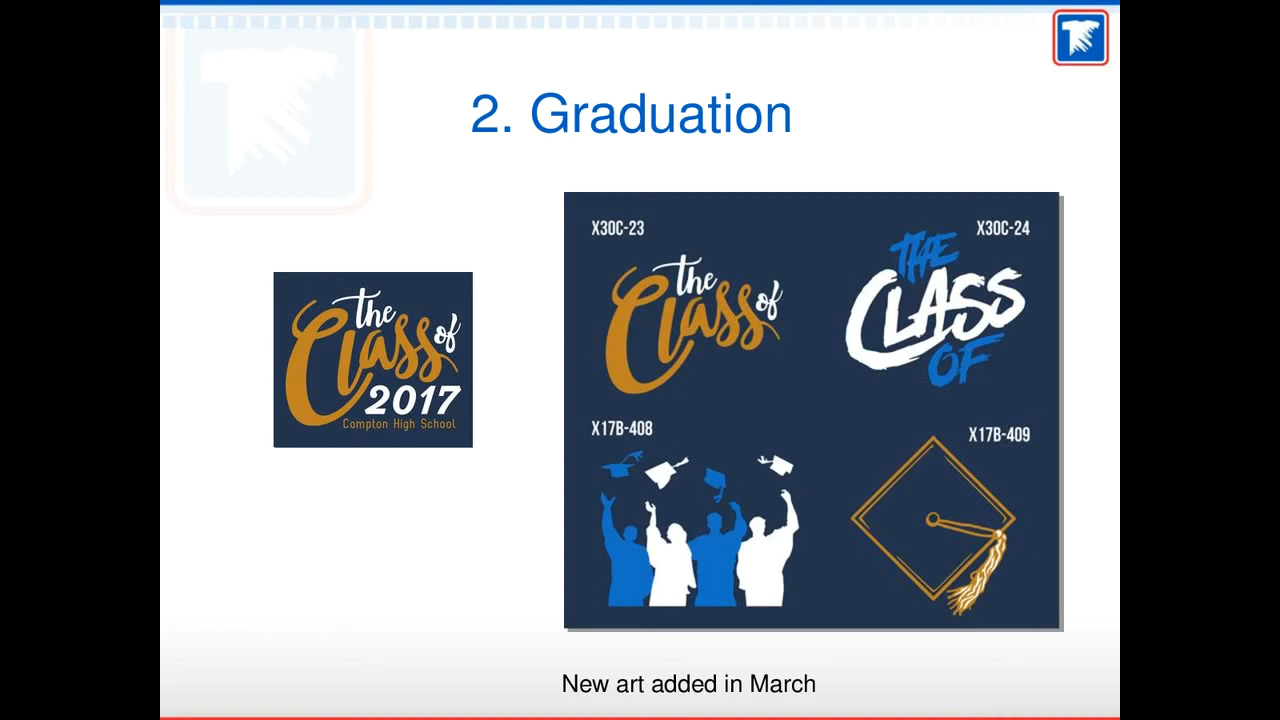 2. Graduation
the
Class of
2017
Compton High School
X30C-23
X30C-24
the
Class of
THE
CLASS
OF
X17B-408
X17B-409
New art added in March